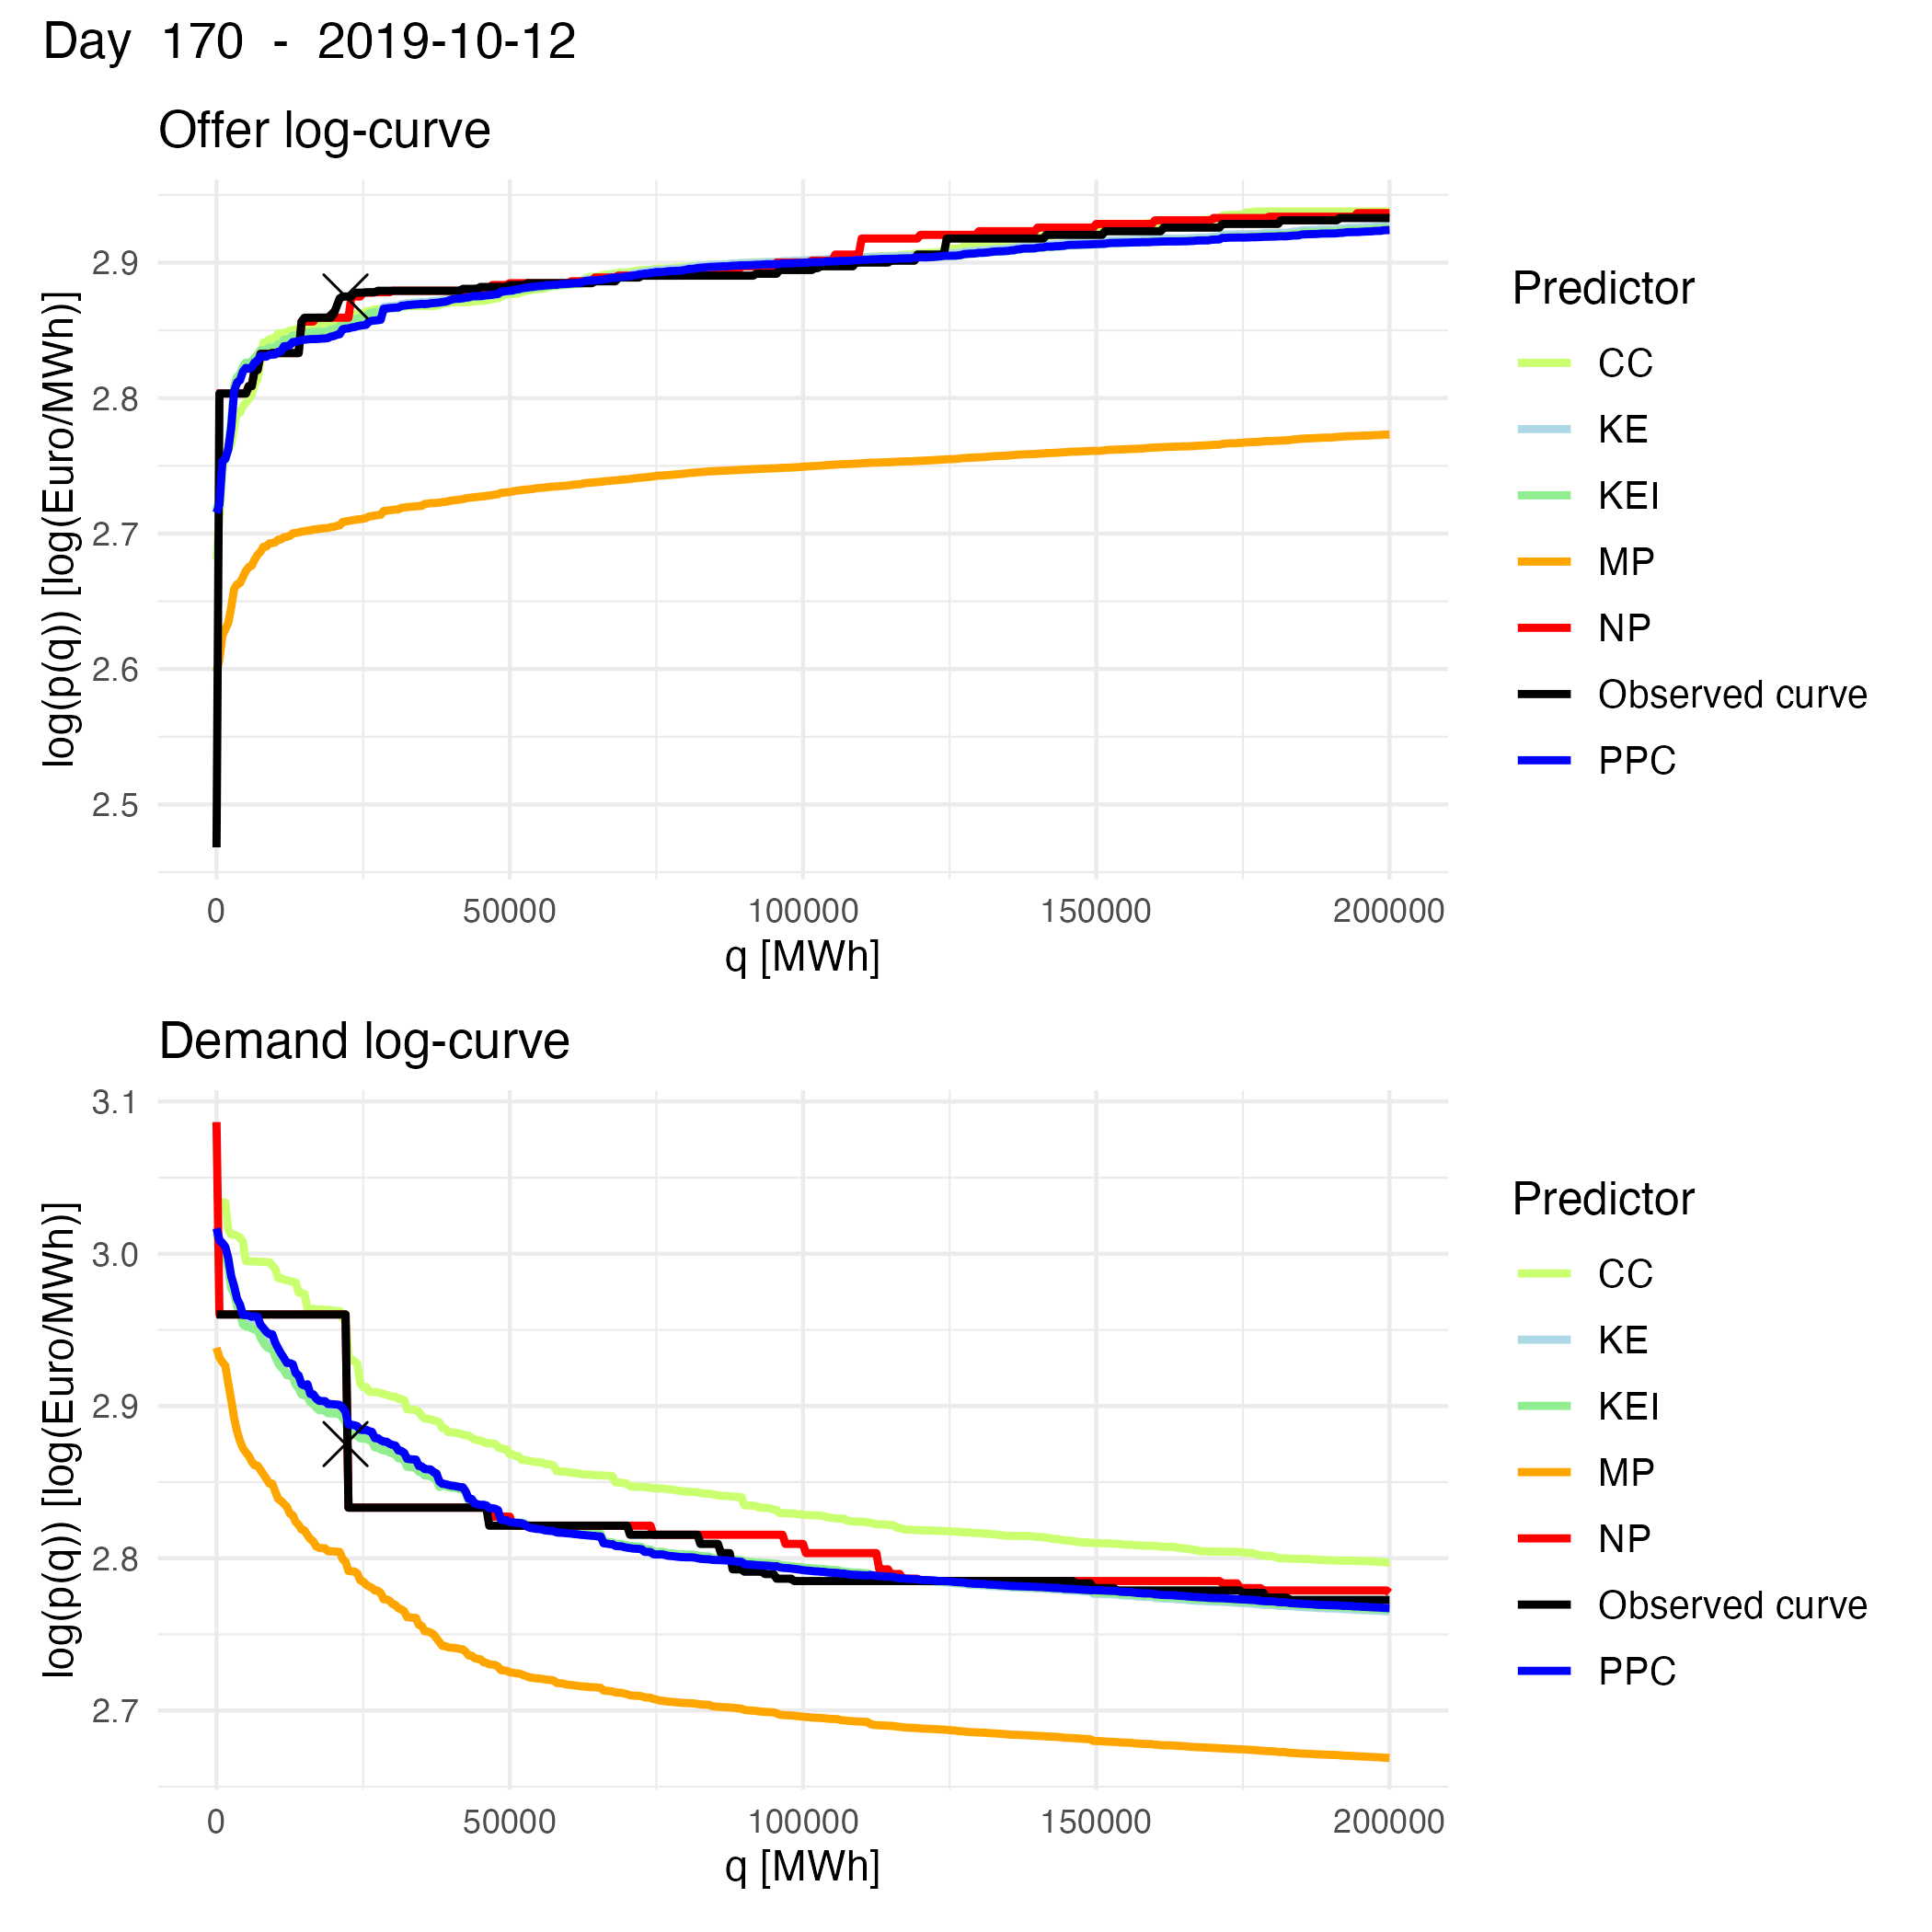 Day 170 - 2019-10-12
Offer log-curve
log(p(q)) [log(Euro/MWh)]
2.9
2.8
2.7
2.6
2.5
0 50000 100000 150000 200000
q [MWh]
Predictor
CC
KE
KEI
MP
NP
Observed curve
PPC
Demand log-curve
log(p(q)) [log(Euro/MWh)]
3.1
3.0
2.9
2.8
2.7
0 50000 100000 150000 200000
q [MWh]
Predictor
CC
KE
KEI
MP
NP
Observed curve
PPC